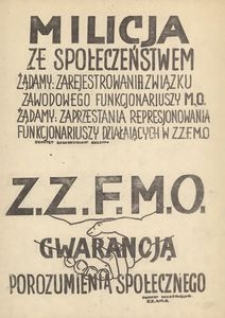 MILICJA
ZE SPOŁECZEŃSTWEM
ŻĄDAMY: ZAREJESTROWANIA ZWIĄZKU
ZAWODOWEGO FUNKCJONARIUSZY M.O.
ŻĄDAMY: ZAPRZESTANIA REPRESJONOWANIA
FUNKCJONARIUSZY DZIAŁAJĄCYCH W Z.Z.F.M.O
Z.Z.F.M.O.
GWARANCJĄ
POROZUMIENIA SPOŁECZNEGO